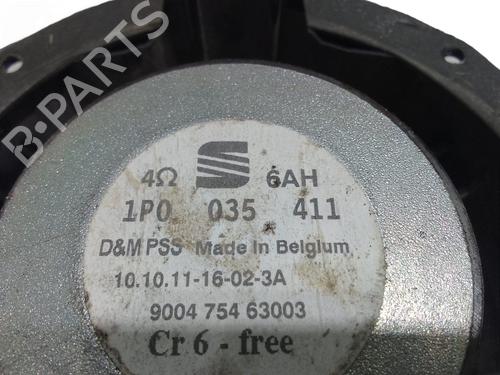 B-PARTS
4Ω 6AH
1P0 035 411
D&M PSS Made In Belgium
10.10.11-16-02-3A
9004 754 63003
Cr 6 - free